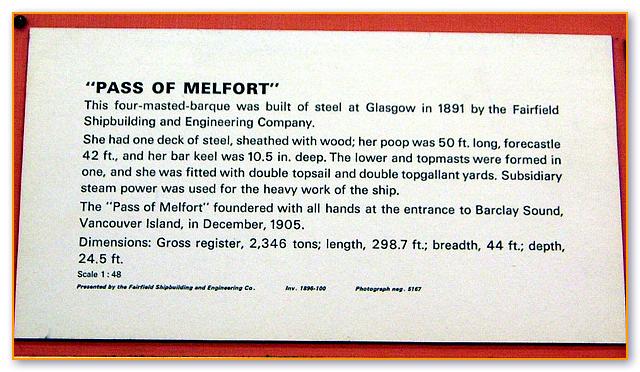 "PASS OF MELFORT"
This four-masted-barque was built of steel at Glasgow in 1891 by the Fairfield
Shipbuilding and Engineering Company.
She had one deck of steel, sheathed with wood; her poop was 50 ft. long, forecastle
42 ft., and her bar keel was 10.5 in. deep. The lower and topmasts were formed in
one, and she was fitted with double topsail and double topgallant yards. Subsidiary
steam power was used for the heavy work of the ship.
The "Pass of Melfort" foundered with all hands at the entrance to Barclay Sound,
Vancouver Island, in December, 1905.
Dimensions: Gross register, 2,346 tons; length, 298.7 ft.; breadth, 44 ft.; depth,
24.5 ft.
Scale 1:48
Presented by the Fairfield Shipbuilding and Engineering Co. Inv. 1896-100 Photograph neg. 5167